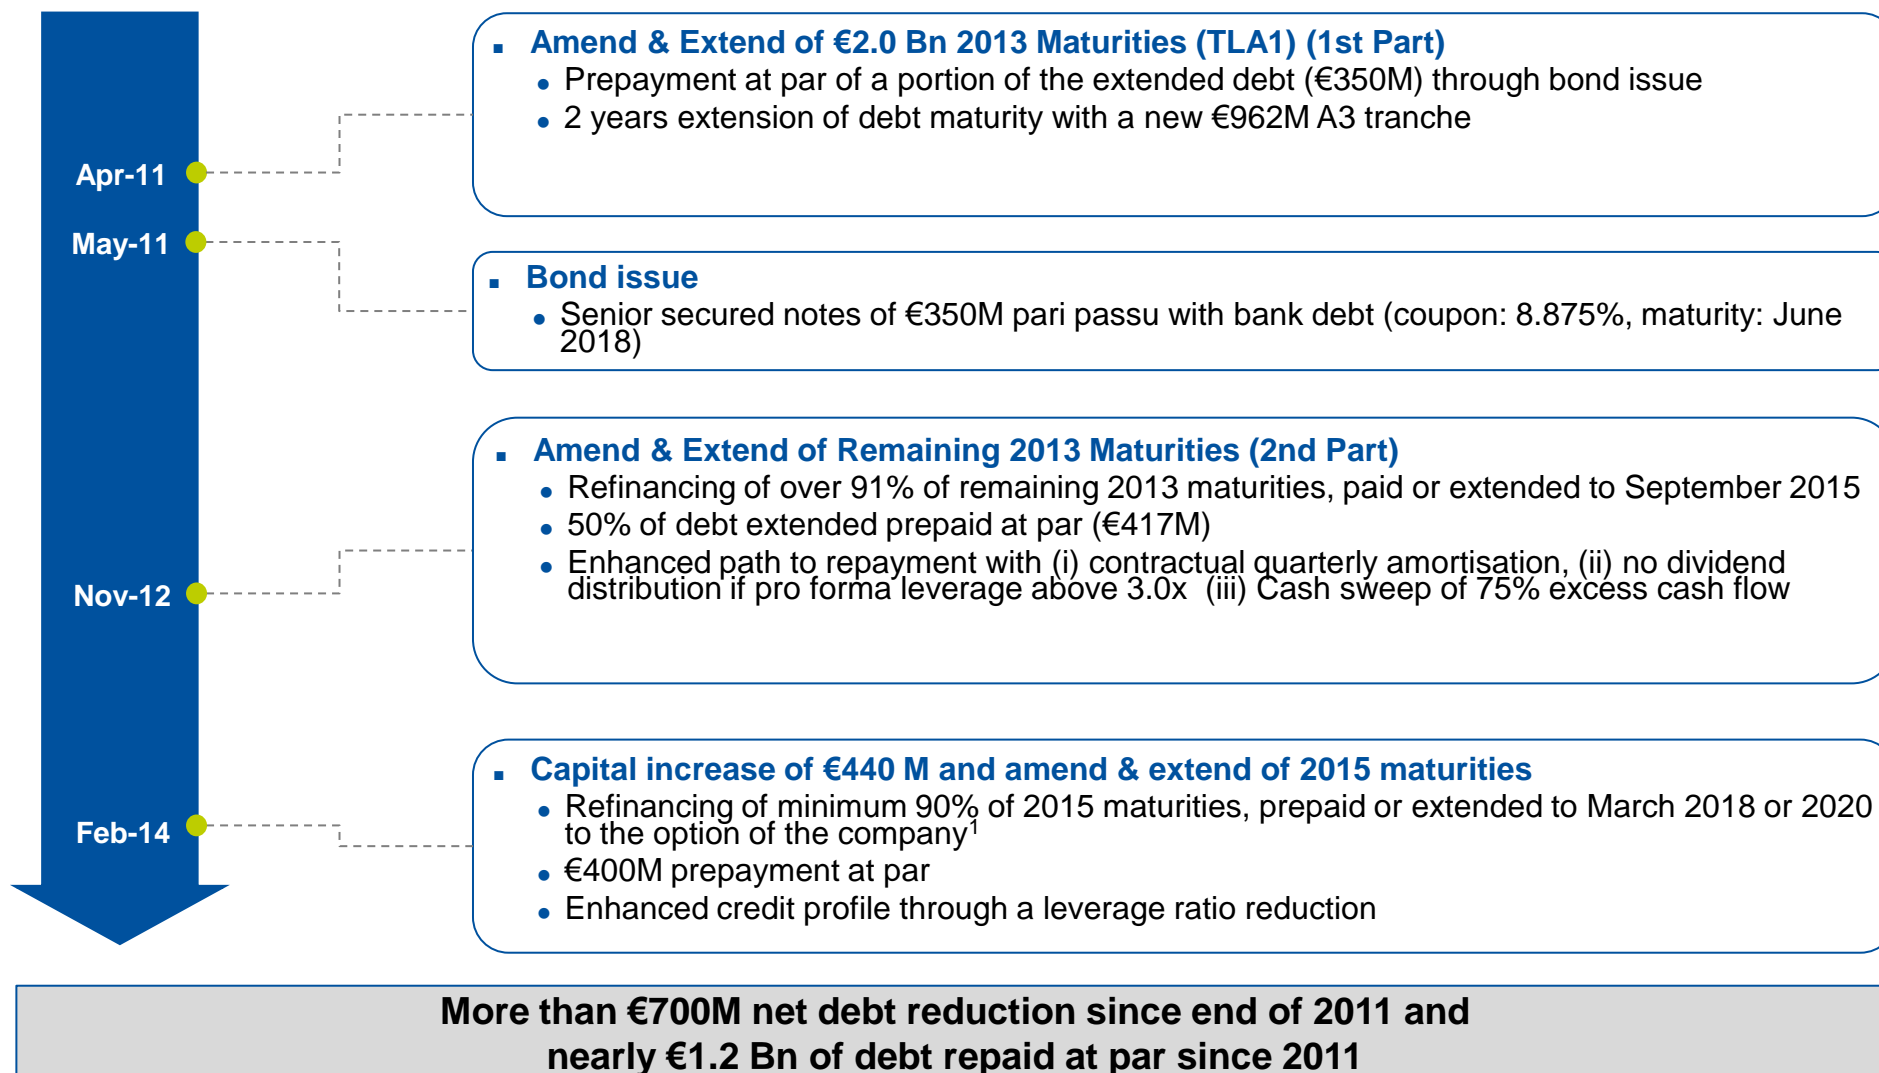 Apr-11
▪ Amend & Extend of €2.0 Bn 2013 Maturities (TLA1) (1st Part)
● Prepayment at par of a portion of the extended debt (€350M) through bond issue
● 2 years extension of debt maturity with a new €962M A3 tranche
May-11
▪ Bond issue
● Senior secured notes of €350M pari passu with bank debt (coupon: 8.875%, maturity: June
2018)
Nov-12
▪ Amend & Extend of Remaining 2013 Maturities (2nd Part)
● Refinancing of over 91% of remaining 2013 maturities, paid or extended to September 2015
● 50% of debt extended prepaid at par (€417M)
● Enhanced path to repayment with (i) contractual quarterly amortisation, (ii) no dividend
distribution if pro forma leverage above 3.0x (iii) Cash sweep of 75% excess cash flow
Feb-14
▪ Capital increase of €440 M and amend & extend of 2015 maturities
● Refinancing of minimum 90% of 2015 maturities, prepaid or extended to March 2018 or 2020
to the option of the company¹
● €400M prepayment at par
● Enhanced credit profile through a leverage ratio reduction
More than €700M net debt reduction since end of 2011 and
nearly €1.2 Bn of debt repaid at par since 2011